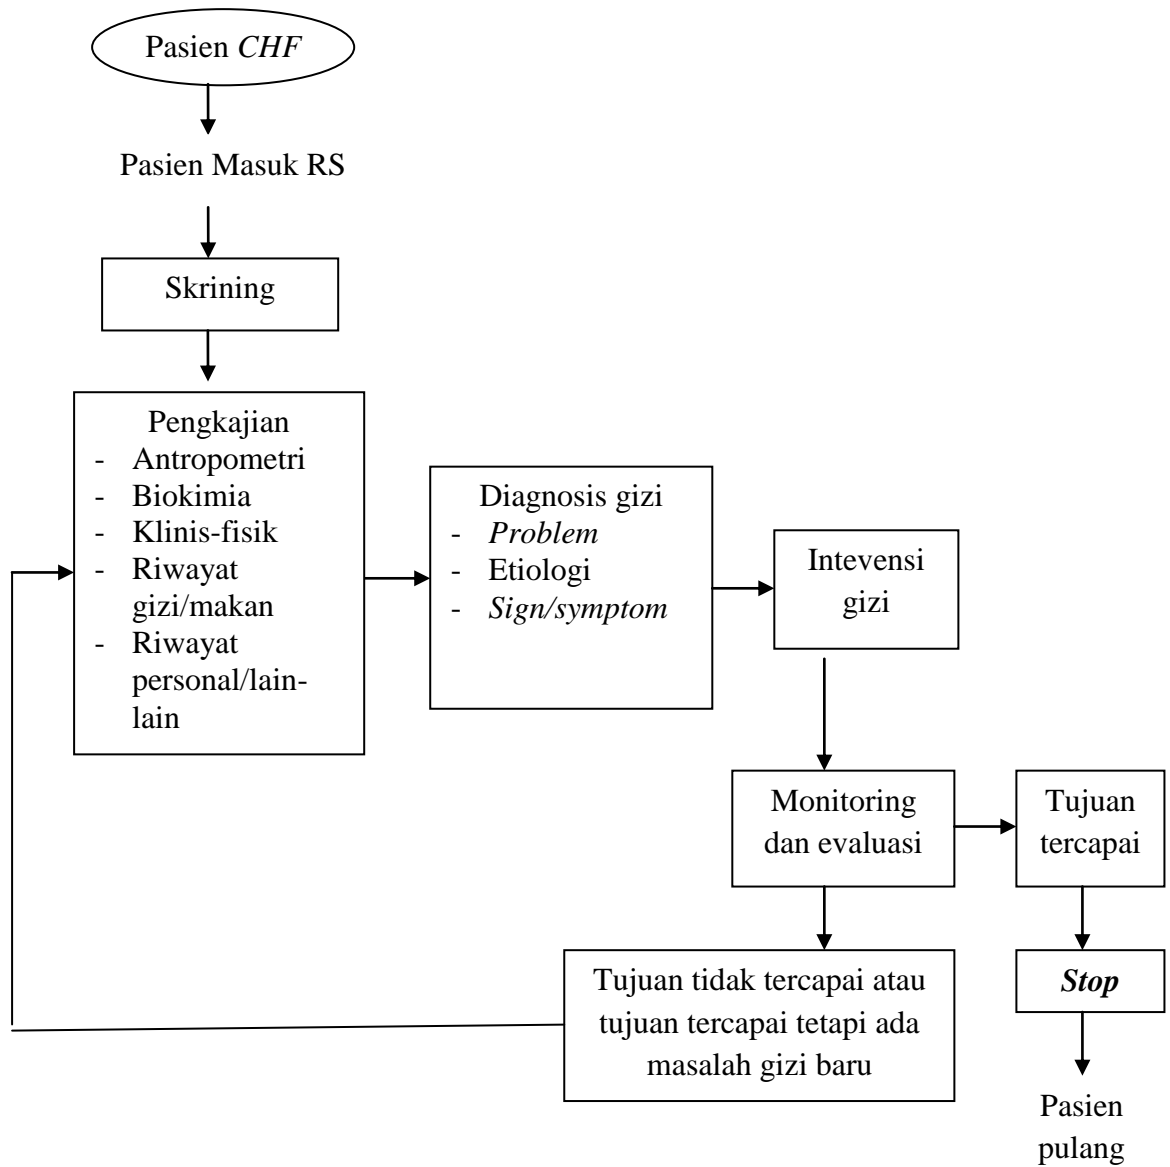 Pasien CHF
Pasien Masuk RS
Skrining
Pengkajian
- Antropometri
- Biokimia
- Klinis-fisik
- Riwayat
gizi/makan
- Riwayat
personal/lain-
lain
Diagnosis gizi
- Problem
- Etiologi
- Sign/symptom
Intevensi
gizi
Monitoring
dan evaluasi
Tujuan
tercapai
Tujuan tidak tercapai atau
tujuan tercapai tetapi ada
masalah gizi baru
Stop
Pasien
pulang